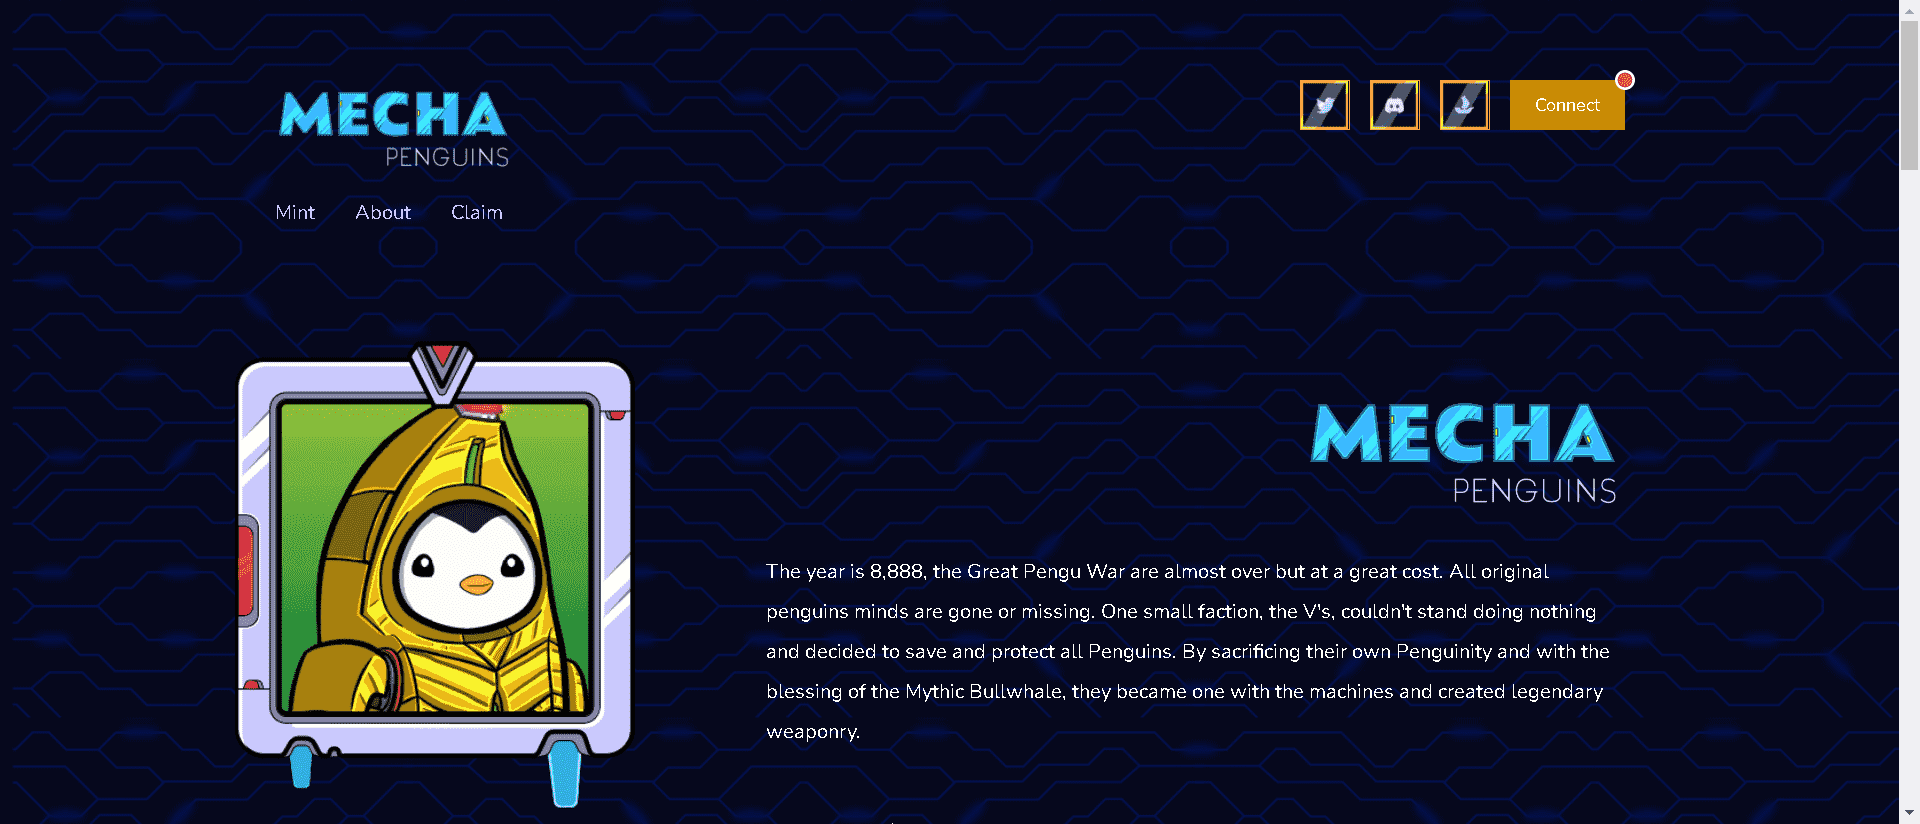 MECHA
PENGUINS
Connect
Mint About Claim
MECHA
PENGUINS
The year is 8,888, the Great Pengu War are almost over but at a great cost. All original
penguins minds are gone or missing. One small faction, the V's, couldn't stand doing nothing
and decided to save and protect all Penguins. By sacrificing their own Penguinity and with the
blessing of the Mythic Bullwhale, they became one with the machines and created legendary
weaponry.